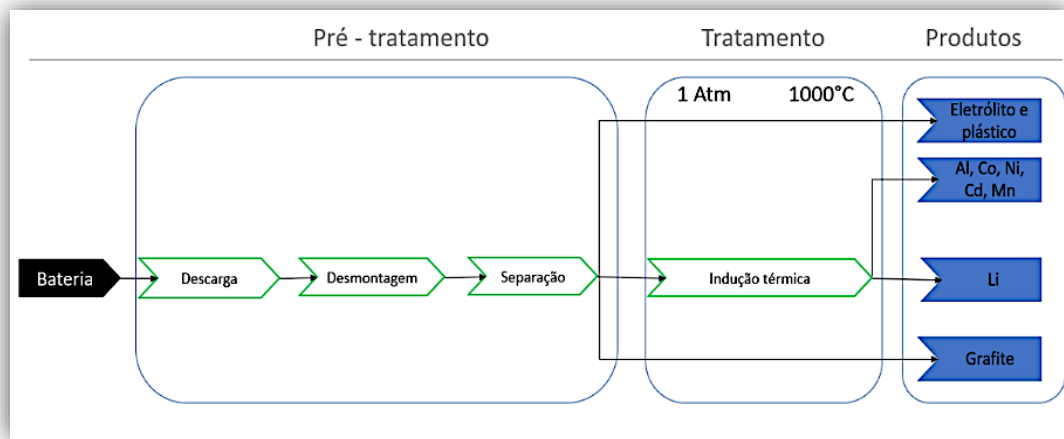 Pré - tratamento
Tratamento
Produtos
1 Atm
1000°C
Eletrólito e
plástico
Al, Co, Ni,
Cd, Mn
Bateria
Descarga
Desmontagem
Separação
Indução térmica
Li
Grafite